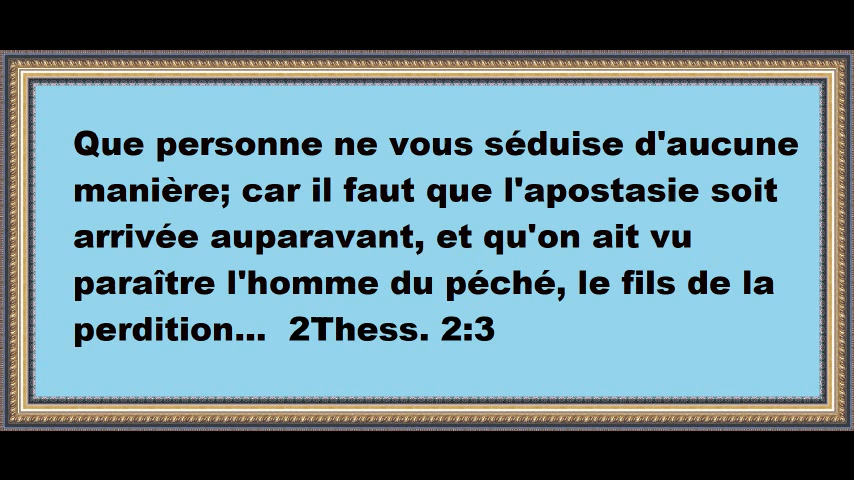 Que personne ne vous séduise d'aucune
manière; car il faut que l'apostasie soit
arrivée auparavant, et qu'on ait vu
paraître l'homme du péché, le fils de la
perdition...  2Thess. 2:3